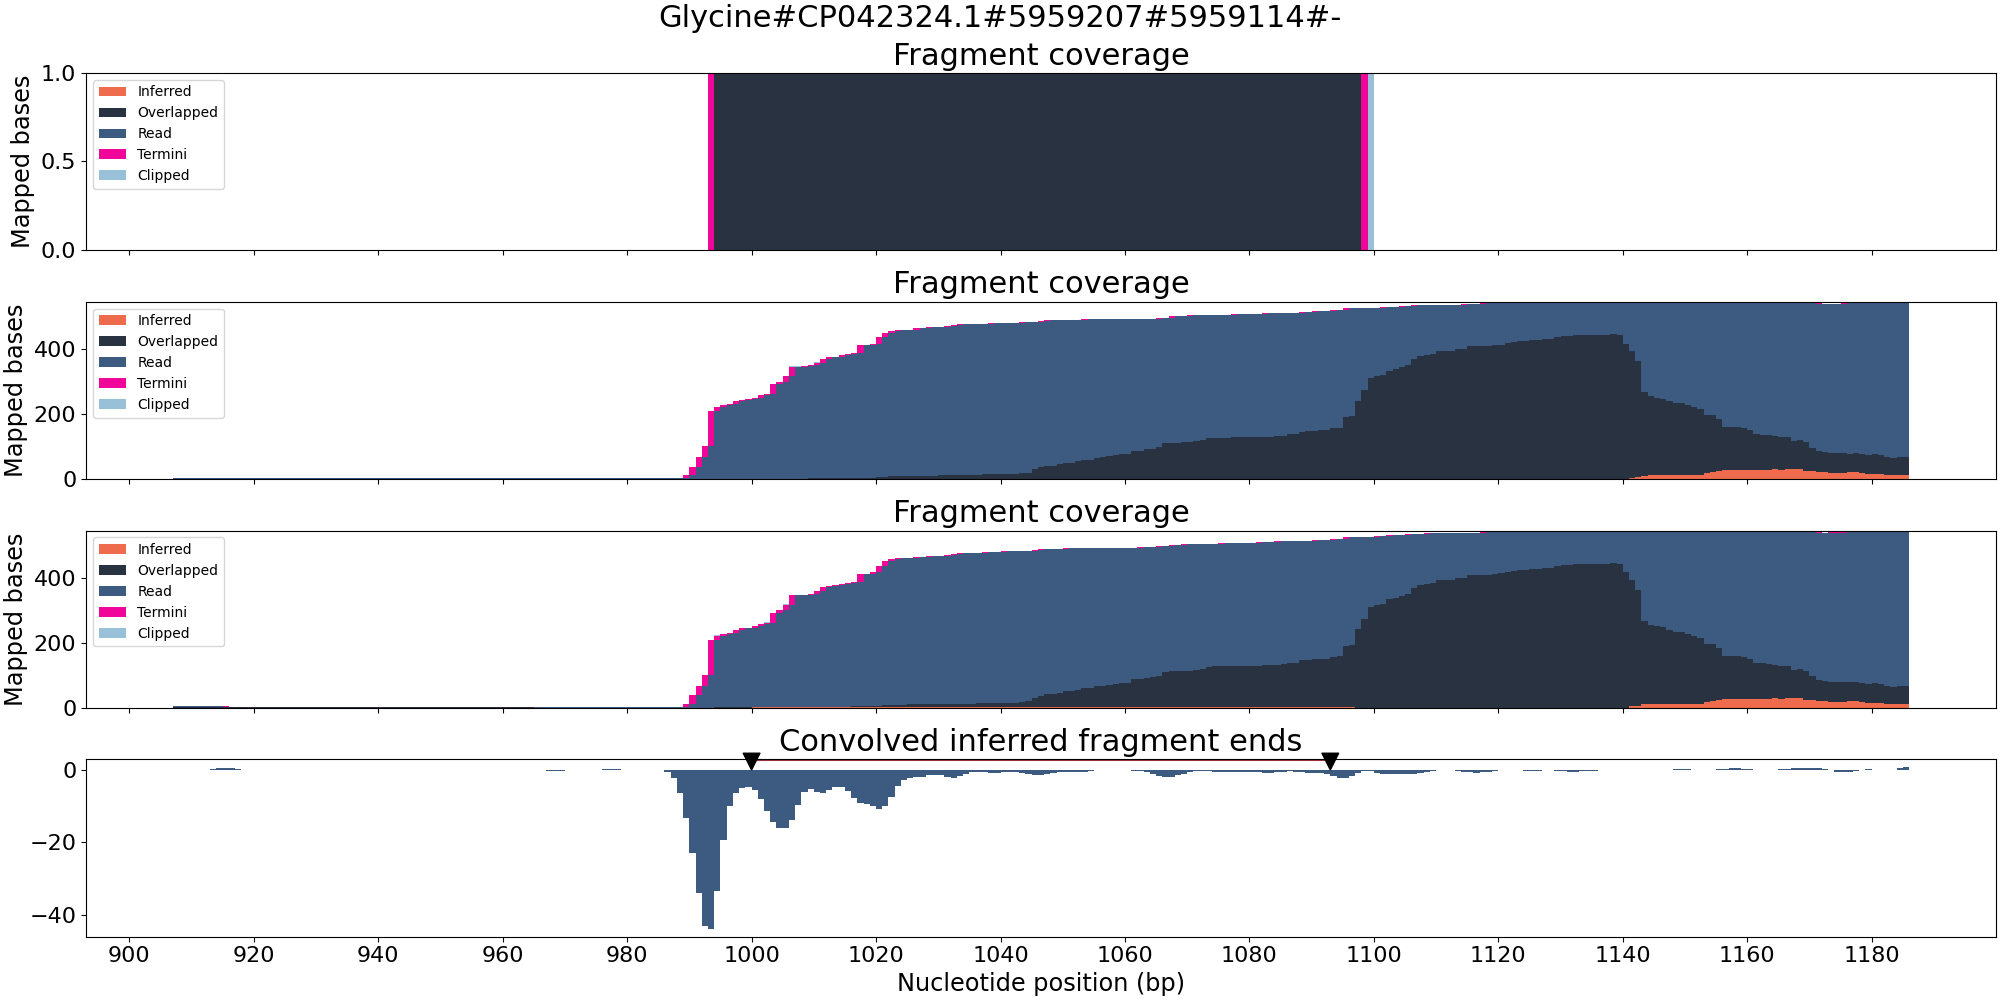 Glycine#CP042324.1#5959207#5959114#-
Fragment coverage
Mapped bases
1.0
0.5
0.0
Inferred
Overlapped
Read
Termini
Clipped
Fragment coverage
Mapped bases
400
200
0
Inferred
Overlapped
Read
Termini
Clipped
Fragment coverage
Mapped bases
400
200
0
Inferred
Overlapped
Read
Termini
Clipped
Convolved inferred fragment ends
0
−20
−40
900 920 940 960 980 1000 1020 1040 1060 1080 1100 1120 1140 1160 1180
Nucleotide position (bp)